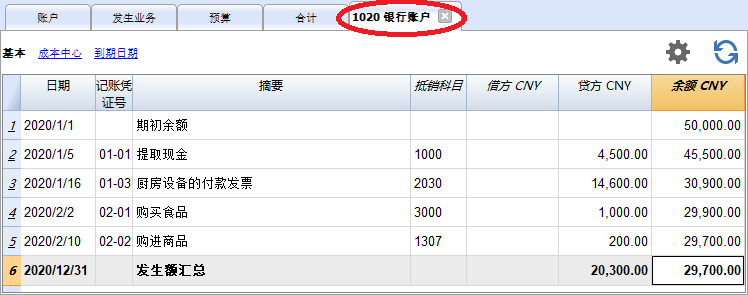 账户 发生业务 预算 合计 1020 银行账户
基本 成本中心 到期日期
日期 记账凭证号 摘要 抵销科目 借方 CNY 贷方 CNY 余额 CNY
1 2020/1/1 期初余额 50,000.00
2 2020/1/5 01-01 提取现金 1000 4,500.00 45,500.00
3 2020/1/16 01-03 厨房设备的付款发票 2030 14,600.00 30,900.00
4 2020/2/2 02-01 购买食品 3000 1,000.00 29,900.00
5 2020/2/10 02-02 购进商品 1307 200.00 29,700.00
6 2020/12/31 发生额汇总 20,300.00 29,700.00